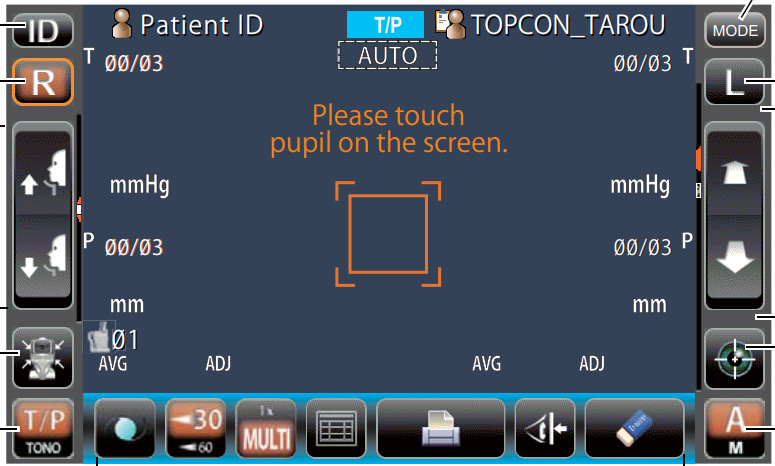 ID
Patient ID
T/P
TOPCON_TAROU
MODE
AUTO
T
00/03
00/03
T
R
L
Please touch
pupil on the screen.
mmHg
mmHg
P
00/03
00/03
P
mm
mm
01
AVG
ADJ
AVG
ADJ
T/P
TONO
30
60
1x
MULTI
A
M